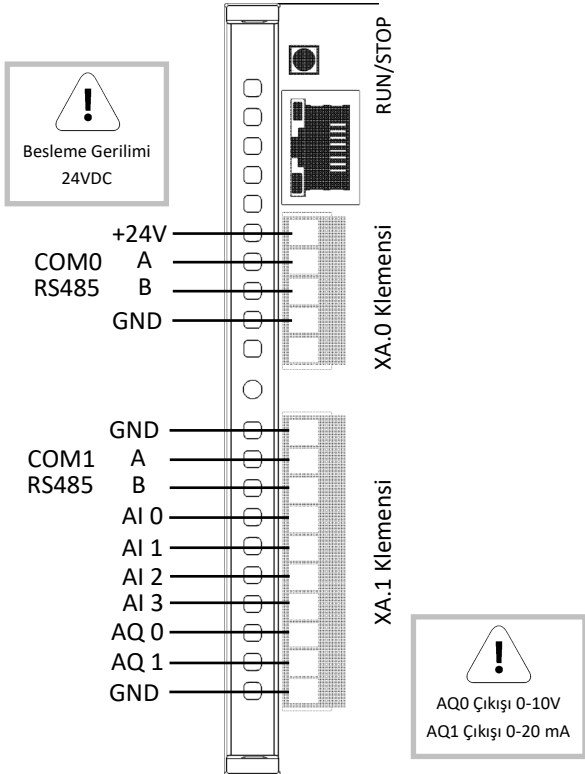 RUN/STOP
!
Besleme Gerilimi
24VDC
+24V
COM0 A
RS485 B
GND
XA.0 Klemensi
GND
COM1 A
RS485 B
AI 0
AI 1
AI 2
AI 3
AQ 0
AQ 1
GND
XA.1 Klemensi
!
AQ0 Çıkışı 0-10V
AQ1 Çıkışı 0-20 mA